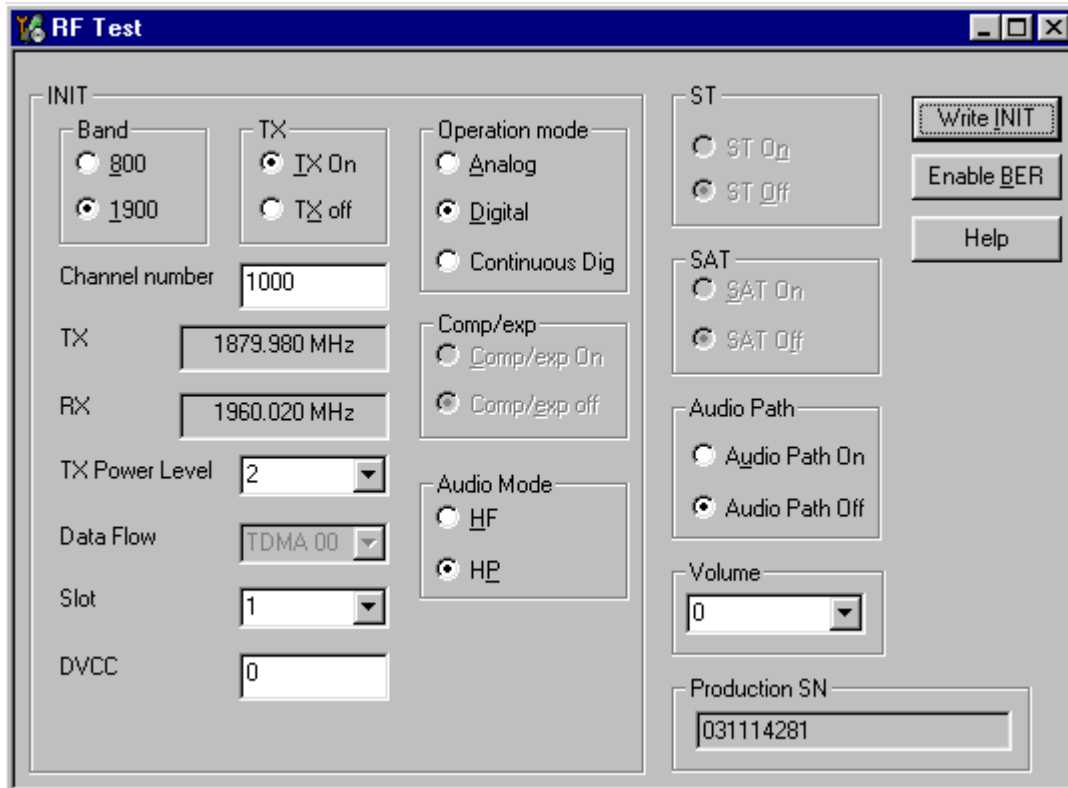 RF Test
INIT
Band
800
1900
TX
TX On
TX off
Operation mode
Analog
Digital
Continuous Dig
Channel number
1000
TX
1879.980 MHz
RX
1960.020 MHz
Comp/exp
Comp/exp On
Comp/exp off
TX Power Level
2
Data Flow
TDMA 00
Slot
1
DVCC
0
Audio Mode
HF
HP
ST
ST On
ST Off
SAT
SAT On
SAT Off
Audio Path
Audio Path On
Audio Path Off
Volume
0
Production SN
031114281
Write INIT
Enable BER
Help